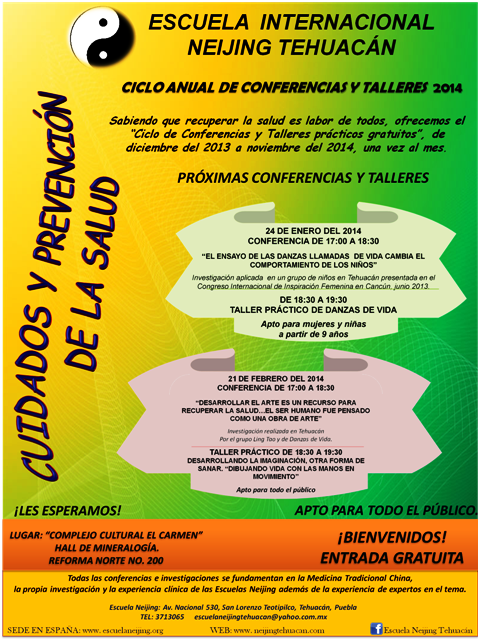 ESCUELA INTERNACIONAL
NEIJING TEHUACÁN
CICLO ANUAL DE CONFERENCIAS Y TALLERES 2014
Sabiendo que recuperar la salud es labor de todos, ofrecemos el
"Ciclo de Conferencias y Talleres prácticos gratuitos", de
diciembre del 2013 a noviembre del 2014, una vez al mes.
CUIDADOS Y PREVENCIÓN
DE LA SALUD
PRÓXIMAS CONFERENCIAS Y TALLERES
24 DE ENERO DEL 2014
CONFERENCIA DE 17:00 A 18:30
"EL ENSAYO DE LAS DANZAS LLAMADAS DE VIDA CAMBIA EL
COMPORTAMIENTO DE LOS NIÑOS"
Investigación aplicada en un grupo de niños en Tehuacán presentada en el
Congreso Internacional de Inspiración Femenina en Cancún, junio 2013.....
DE 18:30 A 19:30
TALLER PRÁCTICO DE DANZAS DE VIDA
Apto para mujeres y niñas
a partir de 9 años
21 DE FEBRERO DEL 2014
CONFERENCIA DE 17:00 A 18:30
"DESARROLLAR EL ARTE ES UN RECURSO PARA
RECUPERAR LA SALUD...EL SER HUMANO FUE PENSADO
COMO UNA OBRA DE ARTE"
Investigación realizada en Tehuacán
Por el grupo Ling Tao y de Danzas de Vida.
TALLER PRÁCTICO DE 18:30 A 19:30
DESARROLLANDO LA IMAGINACIÓN, OTRA FORMA DE
SANAR. "DIBUJANDO VIDA CON LAS MANOS EN
MOVIMIENTO"
Apto para todo el público
¡LES ESPERAMOS!
APTO PARA TODO EL PÚBLICO.
LUGAR: "COMPLEJO CULTURAL EL CARMEN"
HALL DE MINERALOGÍA.
REFORMA NORTE NO. 200
¡BIENVENIDOS!
ENTRADA GRATUITA
Todas las conferencias e investigaciones se fundamentan en la Medicina Tradicional China,
la propia investigación y la experiencia clínica de las Escuelas Neijing además de la experiencia de expertos en el tema.
Escuela Neijing: Av. Nacional 530, San Lorenzo Teotipilco, Tehuacán, Puebla
TEL: 3713065 escuelaneijingtehuacan@yahoo.com.mx
SEDE EN ESPAÑA: www.escuelaneijing.org
WEB: www.neijingtehuacan.com
Escuela Neijing Tehuacán